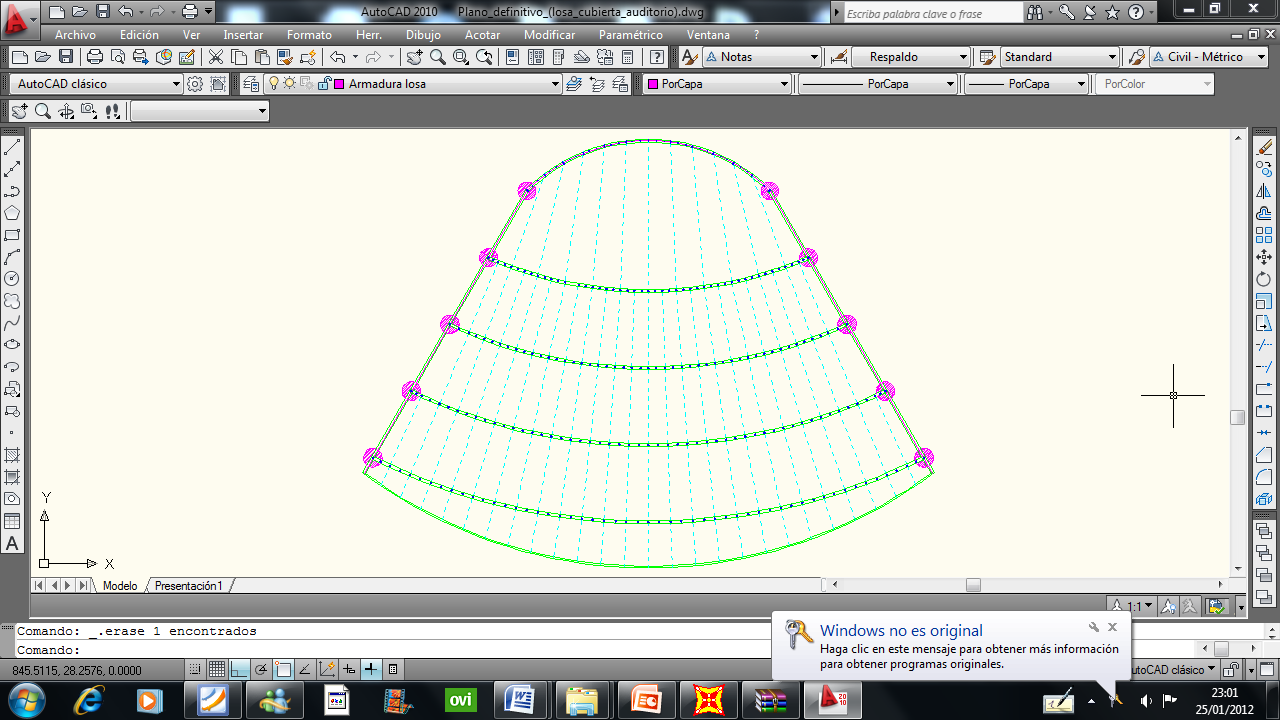 AutoCAD 2010 Plano_definitivo_(losa_cubierta_auditorio).dwg
Escriba palabra clave o frase
Archivo Edición Ver Insertar Formato Herr. Dibujo Acotar Modificar Paramétrico Ventana ?
Notas Respaldo Standard Civil - Métrico
AutoCAD clásico Armadura losa PorCapa PorCapa PorCapa PorColor
Y
X
A
Modelo Presentación1
1:1
Comando: _.erase 1 encontrados
Comando:
Windows no es original
Haga clic en este mensaje para obtener más información
para obtener programas originales.
845.5115, 28.2576, 0.0000
AutoCAD clásico
ovi
23:01
25/01/2012